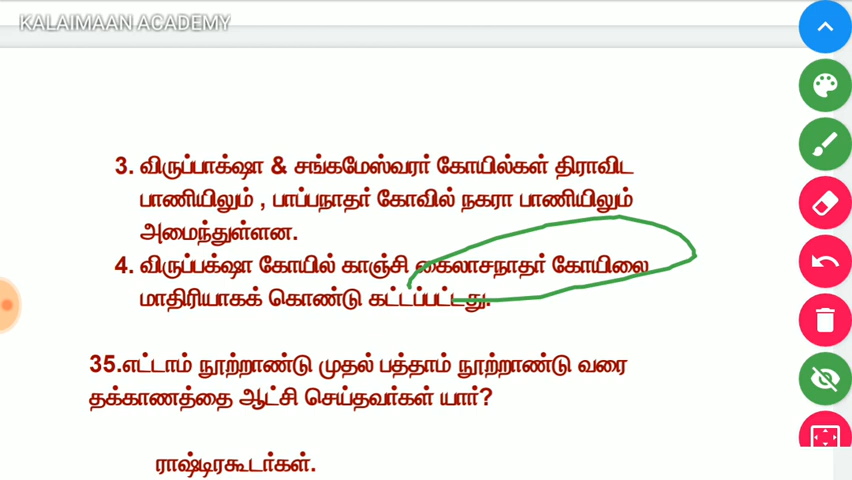 KALAIMAAN ACADEMY
3. விருப்பாக்ஷா & சங்கமேஸ்வரர் கோயில்கள் திராவிட
பாணியிலும் , பாப்பநாதர் கோவில் நகரா பாணியிலும்
அமைந்துள்ளன.
4. விருப்பக்ஷா கோயில் காஞ்சி கைலாசநாதர் கோயிலை
மாதிரியாகக் கொண்டு கட்டப்பட்டது.
35.எட்டாம் நூற்றாண்டு முதல் பத்தாம் நூற்றாண்டு வரை
தக்காணத்தை ஆட்சி செய்தவர்கள் யார்?
ராஷ்டிரகூடர்கள்.